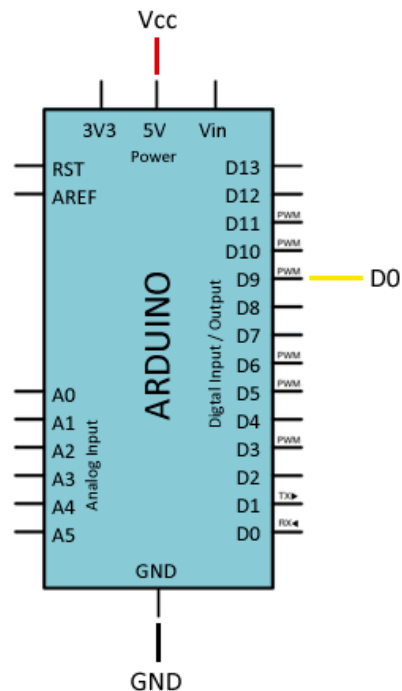 Vcc
3V3 5V Vin
Power
RST D13
AREF D12
D11 PWM
D10 PWM
D9 PWM D0
D8
D7
D6 PWM
A0 D5 PWM
A1 D4
A2 D3 PWM
A3 D2
A4 D1 TX▶
A5 D0 RX◀
ARDUINO
Digtal Input / Output
Analog Input
GND
GND